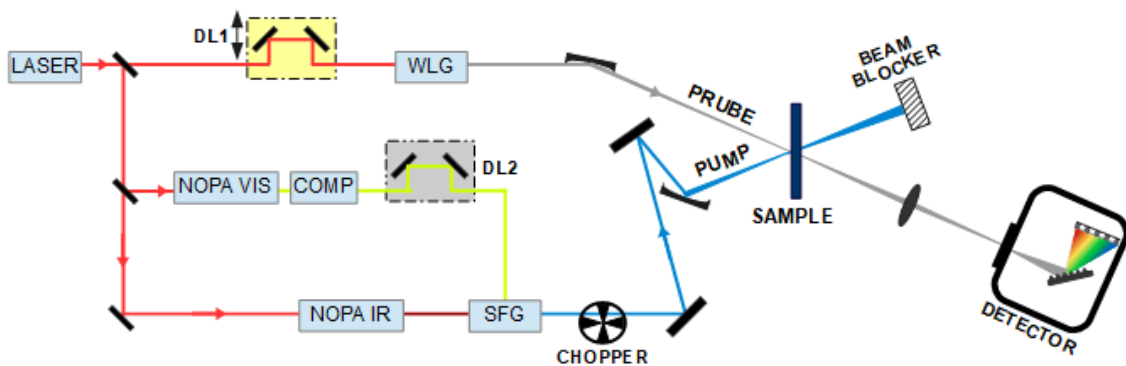 DL1
LASER
WLG
BEAM
BLOCKER
PRUBE
PUMP
NOPA VIS
COMP
DL2
SAMPLE
NOPA IR
SFG
CHOPPER
DETECTOR